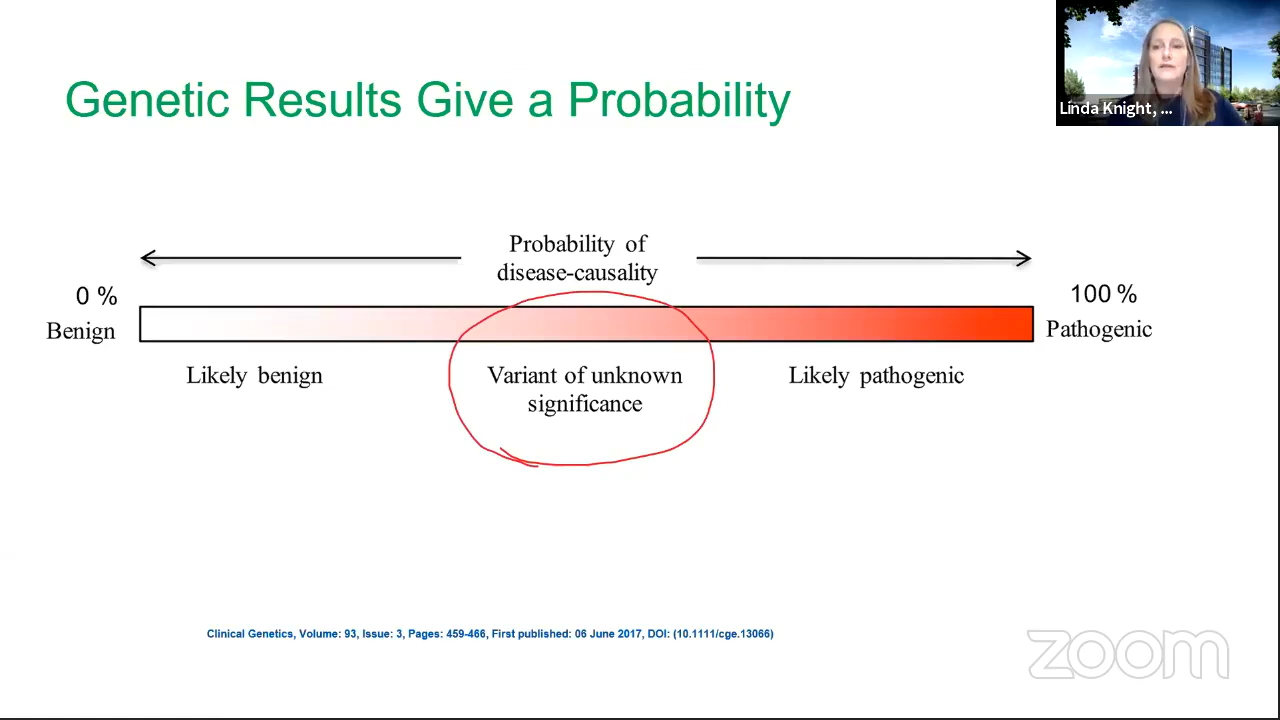 Genetic Results Give a Probability
Linda Knight, ...
Probability of
disease-causality
0 %
100 %
Benign
Pathogenic
Likely benign
Variant of unknown
significance
Likely pathogenic
Clinical Genetics, Volume: 93, Issue: 3, Pages: 459-466, First published: 06 June 2017, DOI: (10.1111/cge.13066)
zoom